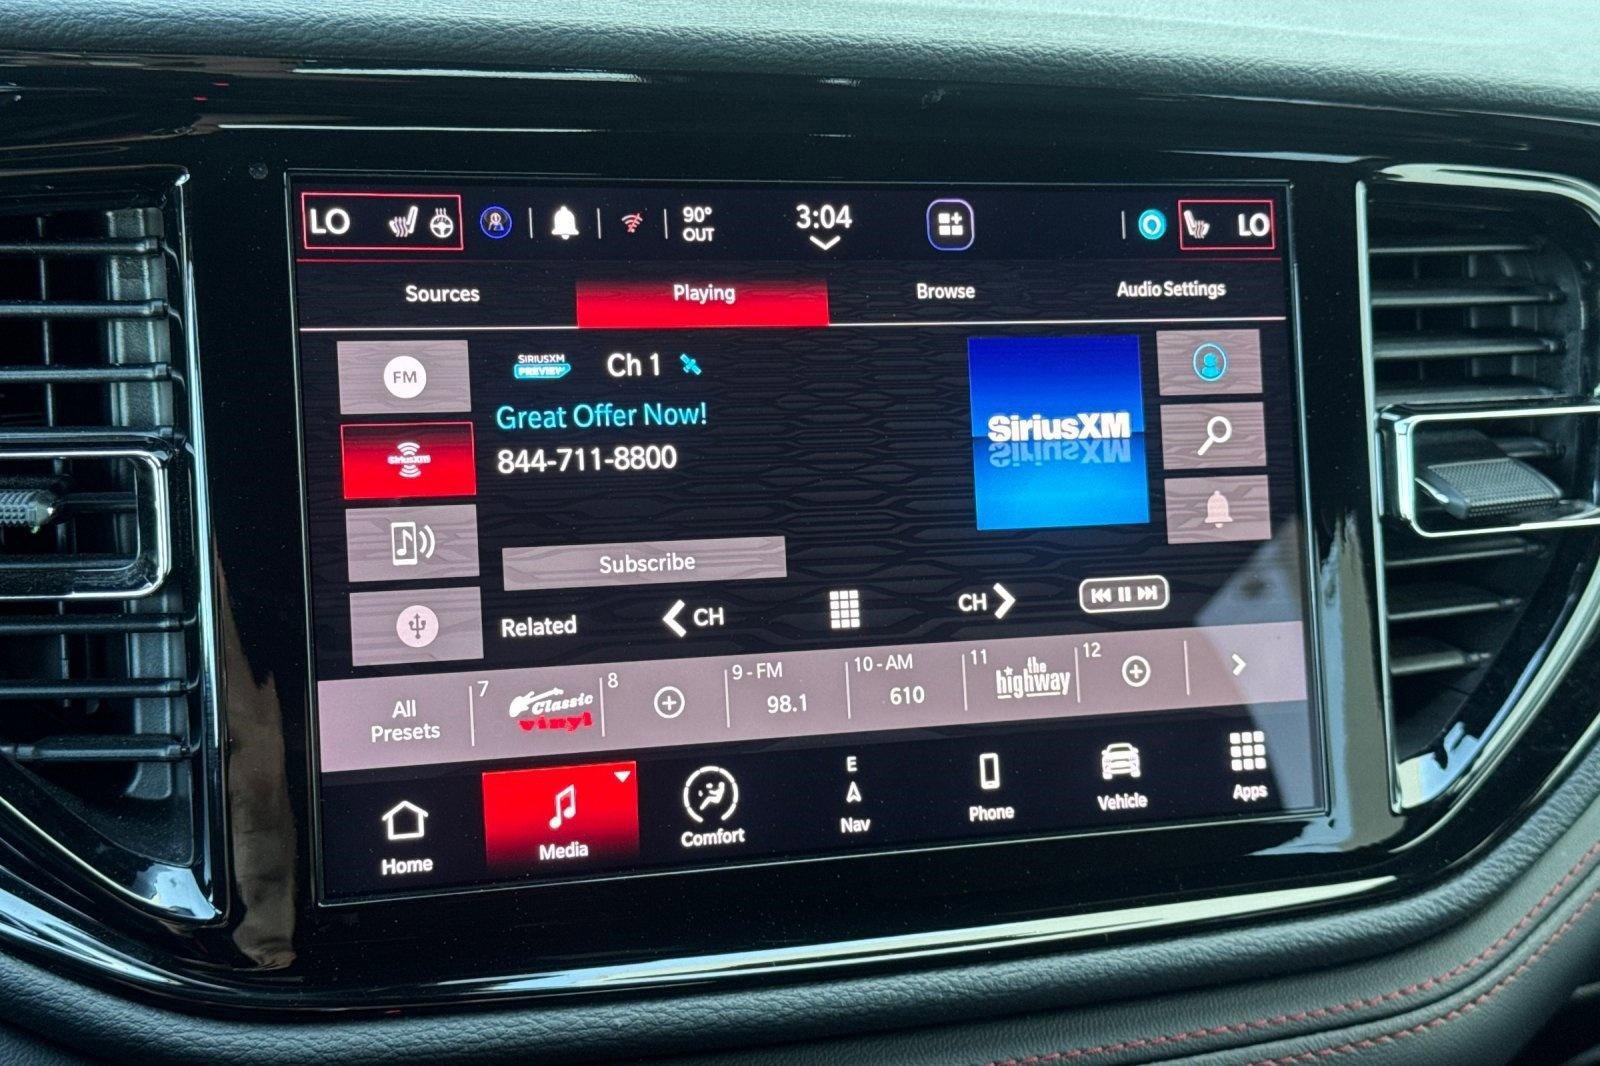 LO
90°
OUT
3:04
LO
Sources
Playing
Browse
Audio Settings
FM
SIRIUSXM
PREVIEW
Ch 1
Great Offer Now!
844-711-8800
SiriusXM
SiriusXM
Subscribe
Related
CH
CH
All
Presets
7
Classic
vinyl
8
9 - FM
98.1
10 - AM
610
11
the
highway
12
Home
Media
Comfort
E
Nav
Phone
Vehicle
Apps